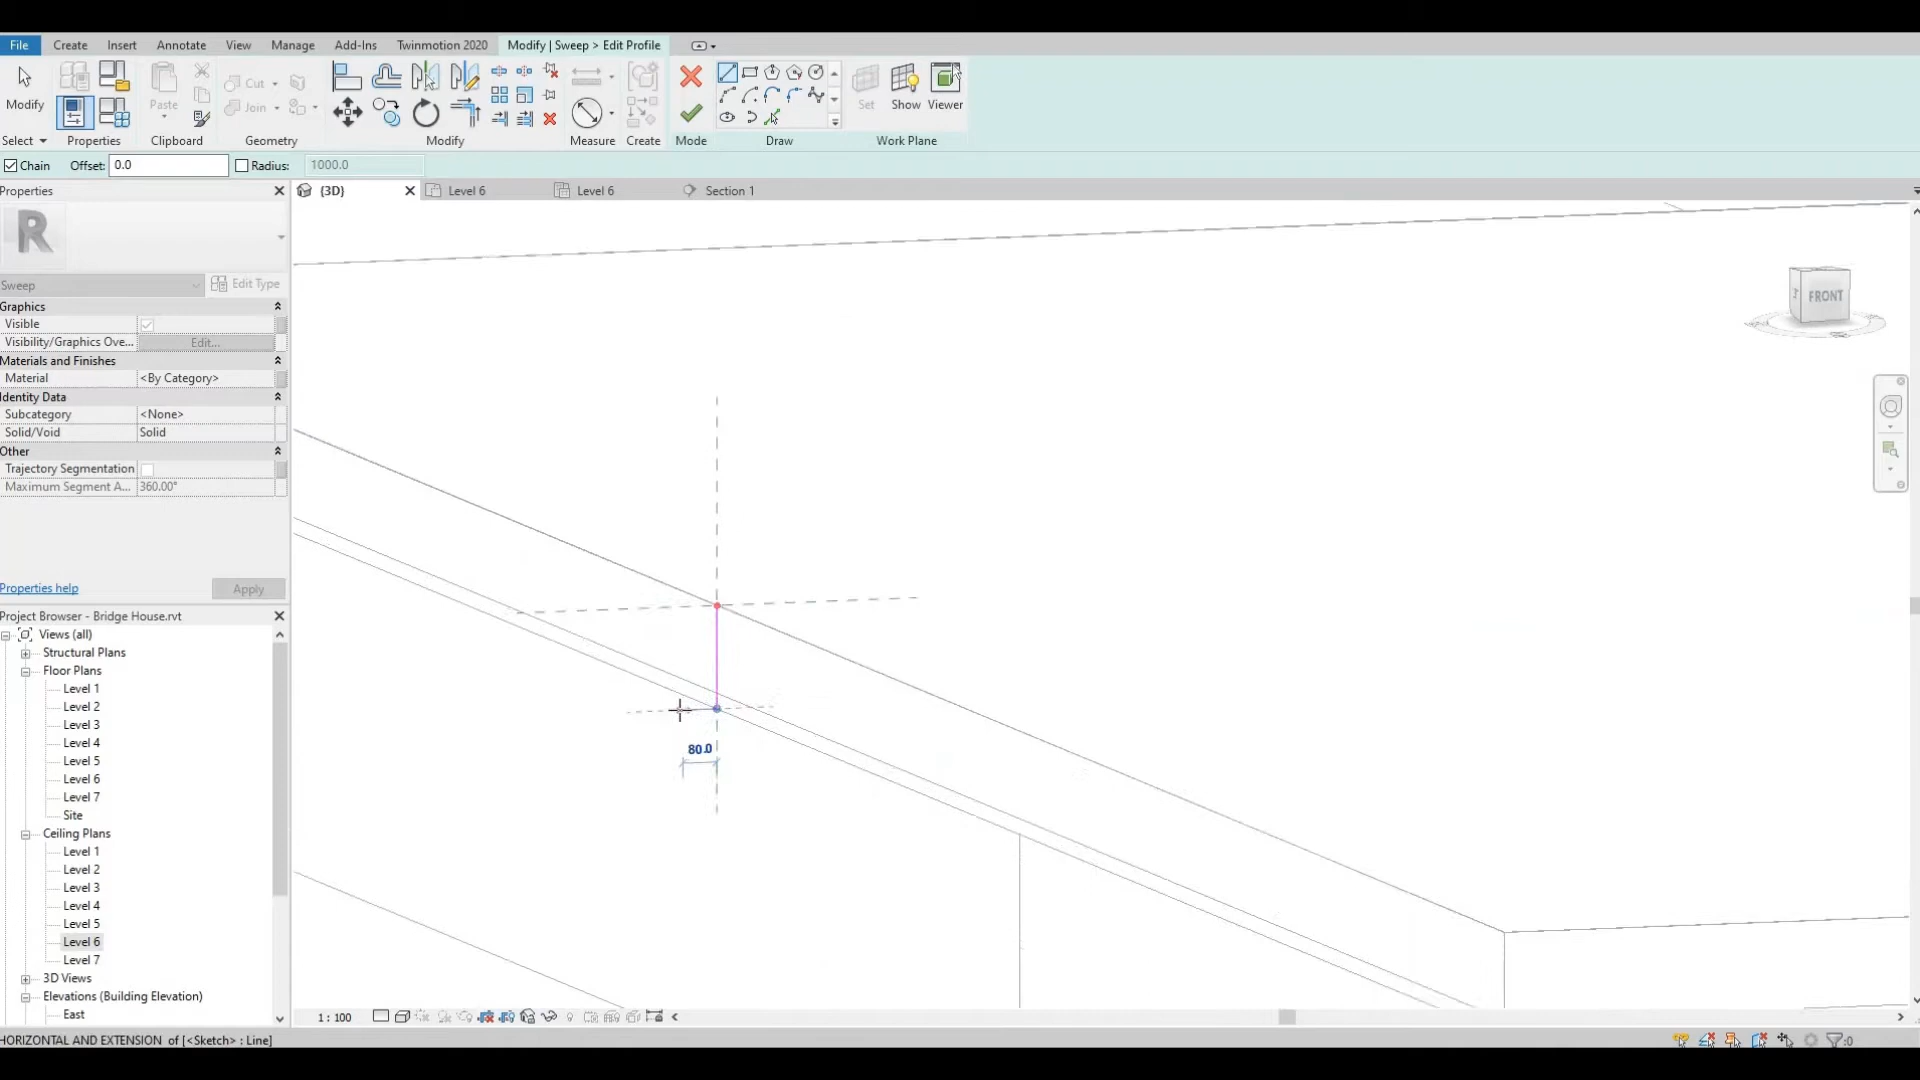 File Create Insert Annotate View Manage Add-Ins Twinmotion 2020 Modify | Sweep > Edit Profile
Cut
Join
Modify Paste Set Show Viewer
Select Properties Clipboard Geometry Modify Measure Create Mode Draw Work Plane
Chain Offset: 0.0 Radius: 1000.0
Properties
{3D} Level 6 Level 6 Section 1
R
FRONT
Sweep Edit Type
Graphics
Visible
Visibility/Graphics Ove... Edit...
Materials and Finishes
Material <By Category>
Identity Data
Subcategory <None>
Solid/Void Solid
Other
Trajectory Segmentation
Maximum Segment A... 360.00°
Properties help Apply
Project Browser - Bridge House.rvt
Views (all)
Structural Plans
Floor Plans
Level 1
Level 2
Level 3
Level 4
Level 5
Level 6
Level 7
Site
Ceiling Plans
Level 1
Level 2
Level 3
Level 4
Level 5
Level 6
Level 7
3D Views
Elevations (Building Elevation)
East
80.0
1 : 100
HORIZONTAL AND EXTENSION of [<Sketch> : Line]
:0